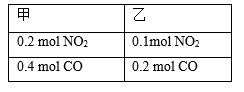 甲 乙
0.2 mol NO₂ 0.1mol NO₂
0.4 mol CO 0.2 mol CO